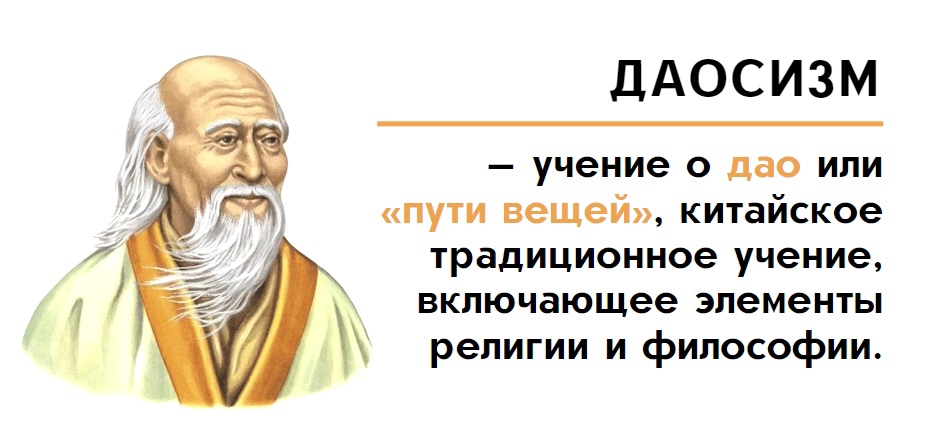 ДАОСИЗМ
– учение о дао или
«пути вещей», китайское
традиционное учение,
включающее элементы
религии и философии.